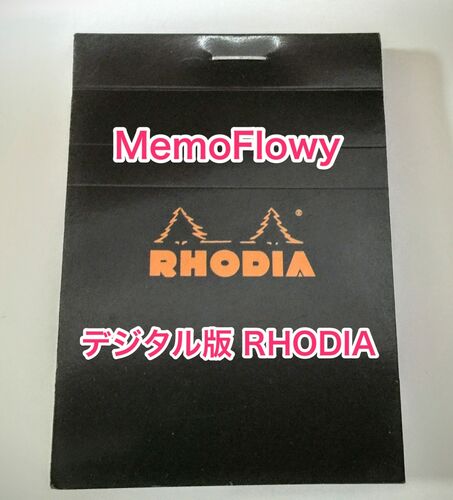 MemoFlowy
®
RHODIA
デジタル版 RHODIA